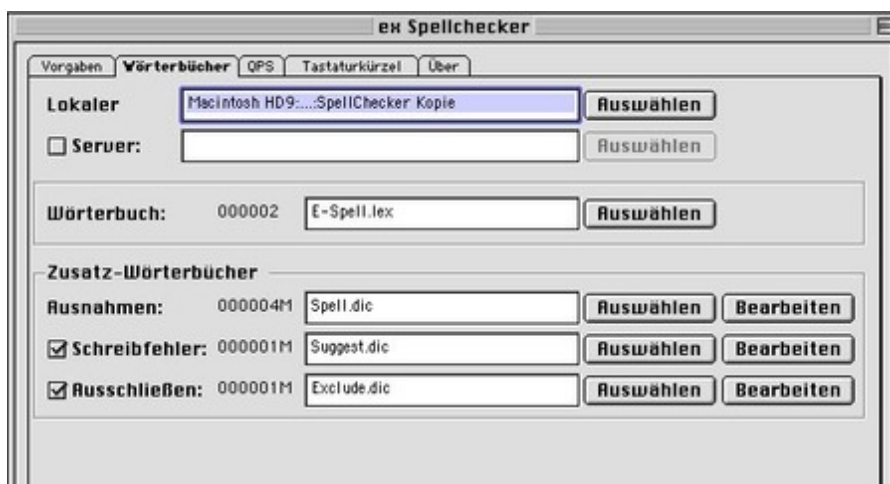 ex Spellchecker
Vorgaben Wörterbücher QPS Tastaturkürzel Über
Lokaler Macintosh HD9:...:SpellChecker Kopie Auswählen
Server: Auswählen
Wörterbuch: 000002 E-Spell.lex Auswählen
Zusatz-Wörterbücher
Ausnahmen: 000004M Spell.dic Auswählen Bearbeiten
Schreibfehler: 000001M Suggest.dic Auswählen Bearbeiten
Ausschließen: 000001M Exclude.dic Auswählen Bearbeiten